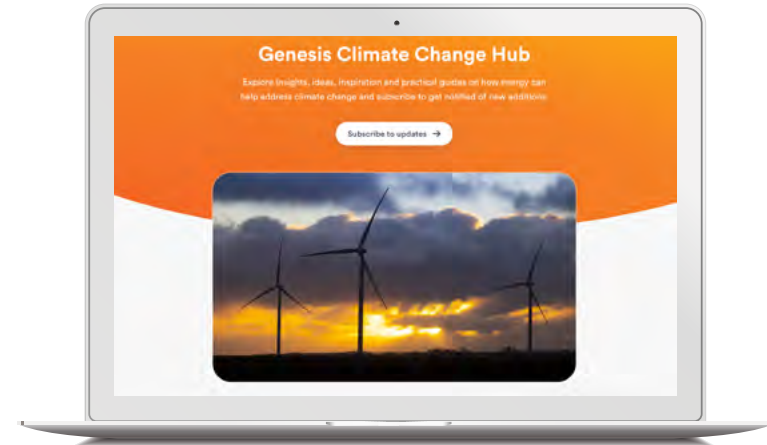 Genesis Climate Change Hub
Explore insights, ideas, inspiration and practical guides on how energy can
help address climate change and subscribe to get notified of new additions
Subscribe to updates →